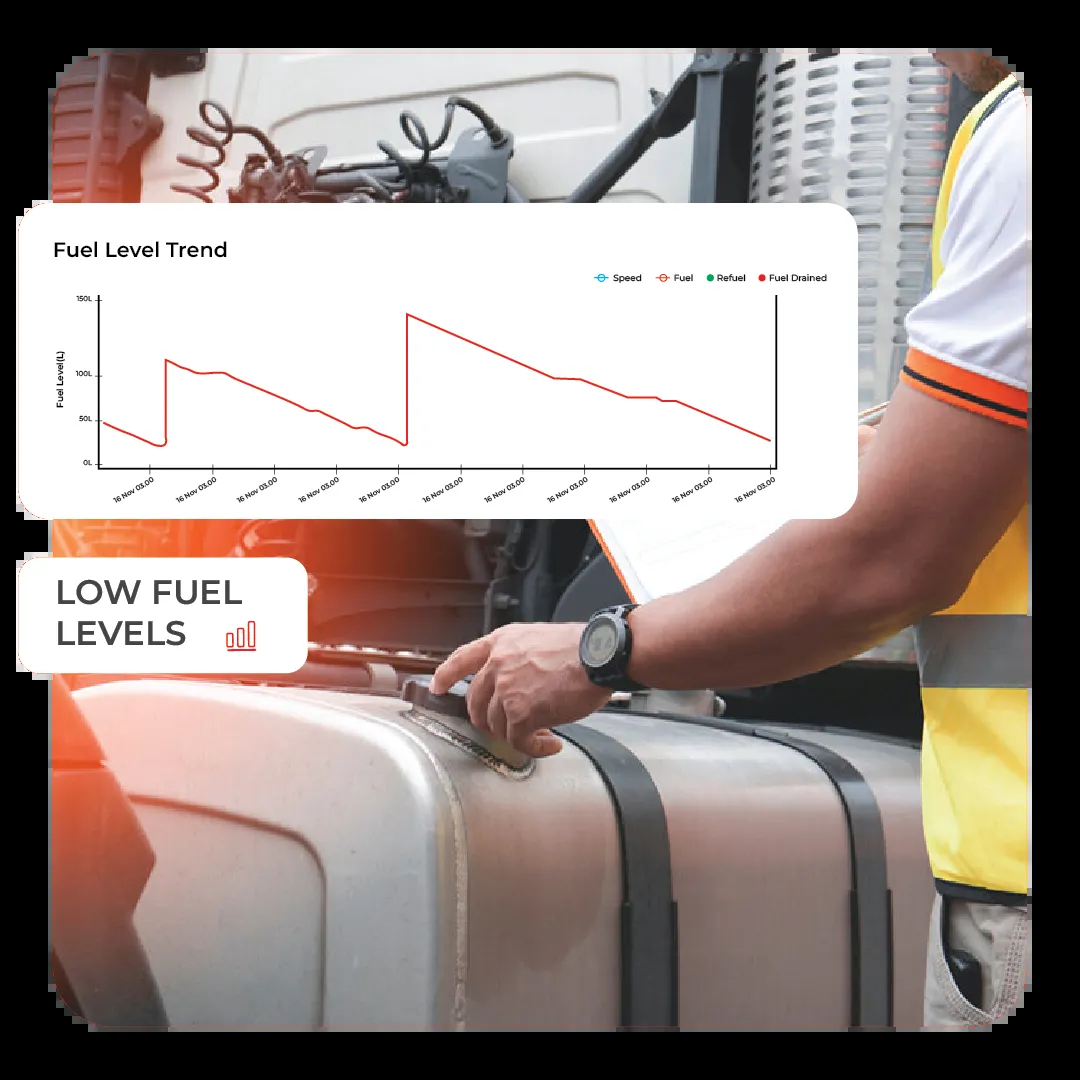 Fuel Level Trend
Speed Fuel Refuel Fuel Drained
150L
100L
50L
0L
Fuel Level(L)
16 Nov 03.00 16 Nov 03.00 16 Nov 03.00 16 Nov 03.00 16 Nov 03.00 16 Nov 03.00 16 Nov 03.00 16 Nov 03.00 16 Nov 03.00 16 Nov 03.00 16 Nov 03.00
LOW FUEL
LEVELS